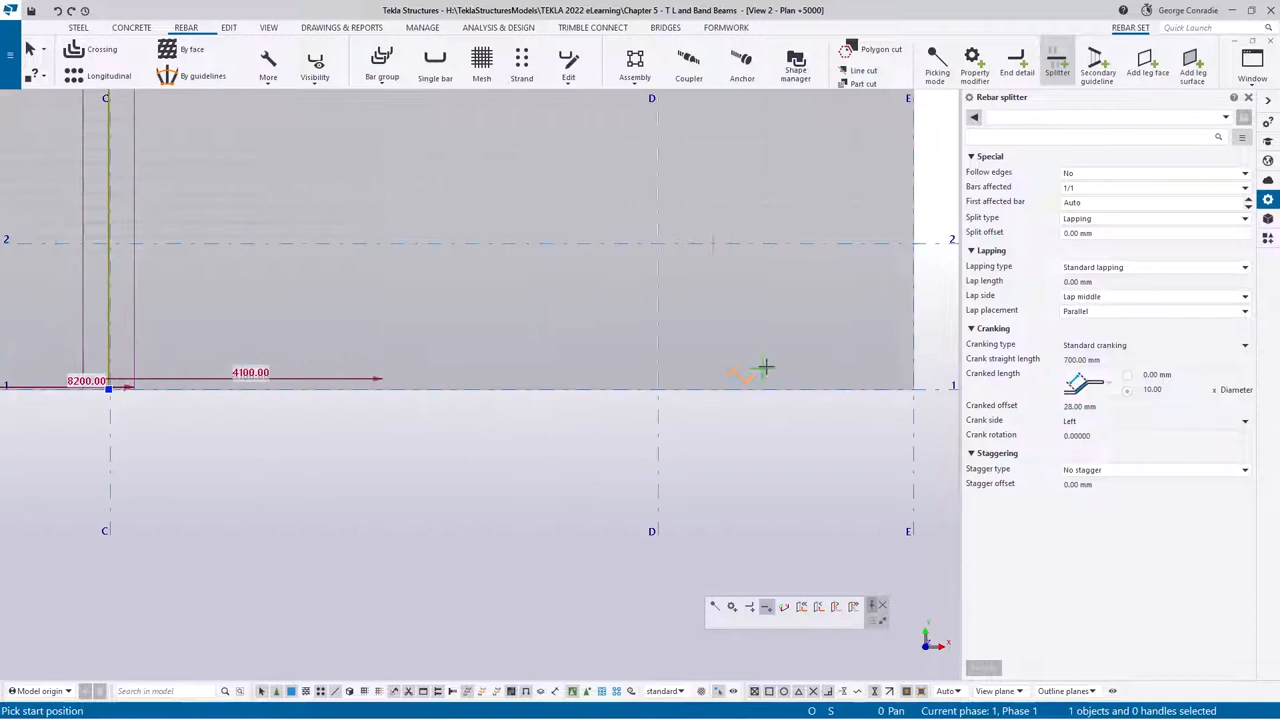 Tekla Structures - H:\TeklaStructuresModels\TEKLA 2022 eLearning\Chapter 5 - T L and Band Beams - [View 2 - Plan +5000]
George Conradie
STEEL CONCRETE REBAR EDIT VIEW DRAWINGS & REPORTS MANAGE ANALYSIS & DESIGN TRIMBLE CONNECT BRIDGES FORMWORK REBAR SET Quick Launch
Crossing
Longitudinal
By face
By guidelines
More
Visibility
Bar group
Single bar
Mesh
Strand
Edit
Assembly
Coupler
Anchor
Shape manager
Polygon cut
Line cut
Part cut
Picking mode
Property modifier
End detail
Splitter
Secondary guideline
Add leg face
Add leg surface
Window
C D E
Rebar splitter
Special
Follow edges No
Bars affected 1/1
First affected bar Auto
Split type Lapping
Split offset 0.00 mm
2 2
Lapping
Lapping type Standard lapping
Lap length 0.00 mm
Lap side Lap middle
Lap placement Parallel
Cranking
Cranking type Standard cranking
Crank straight length 700.00 mm
Cranked length 0.00 mm
10.00 x Diameter
Cranked offset 28.00 mm
Crank side Left
Crank rotation 0.00000
4100.00
1 8200.00 1
Staggering
Stagger type No stagger
Stagger offset 0.00 mm
C D E
Y
x
Model origin Search in model standard Auto View plane Outline planes
Pick start position O S 0 Pan Current phase: 1, Phase 1 1 objects and 0 handles selected